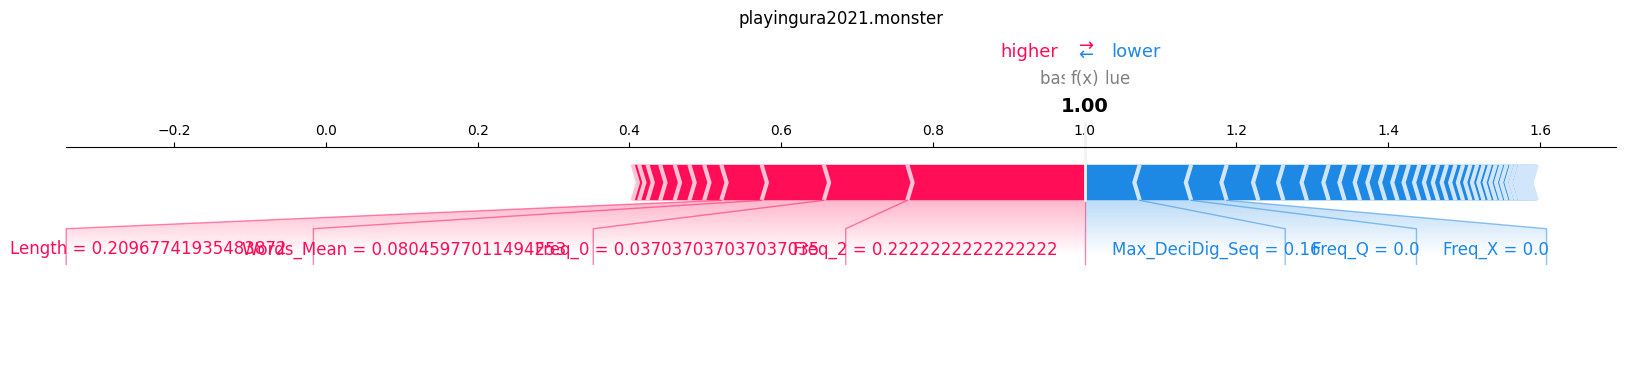 playingura2021.monster
higher → ← lower
f(x)
1.00
−0.2 0.0 0.2 0.4 0.6 0.8 1.0 1.2 1.4 1.6
Length = 0.20967741935483872 Words_Mean = 0.08045977011494253 Freq_0 = 0.037037037037037035 Freq_2 = 0.2222222222222222 Max_DeciDig_Seq = 0.16 Freq_Q = 0.0 Freq_X = 0.0